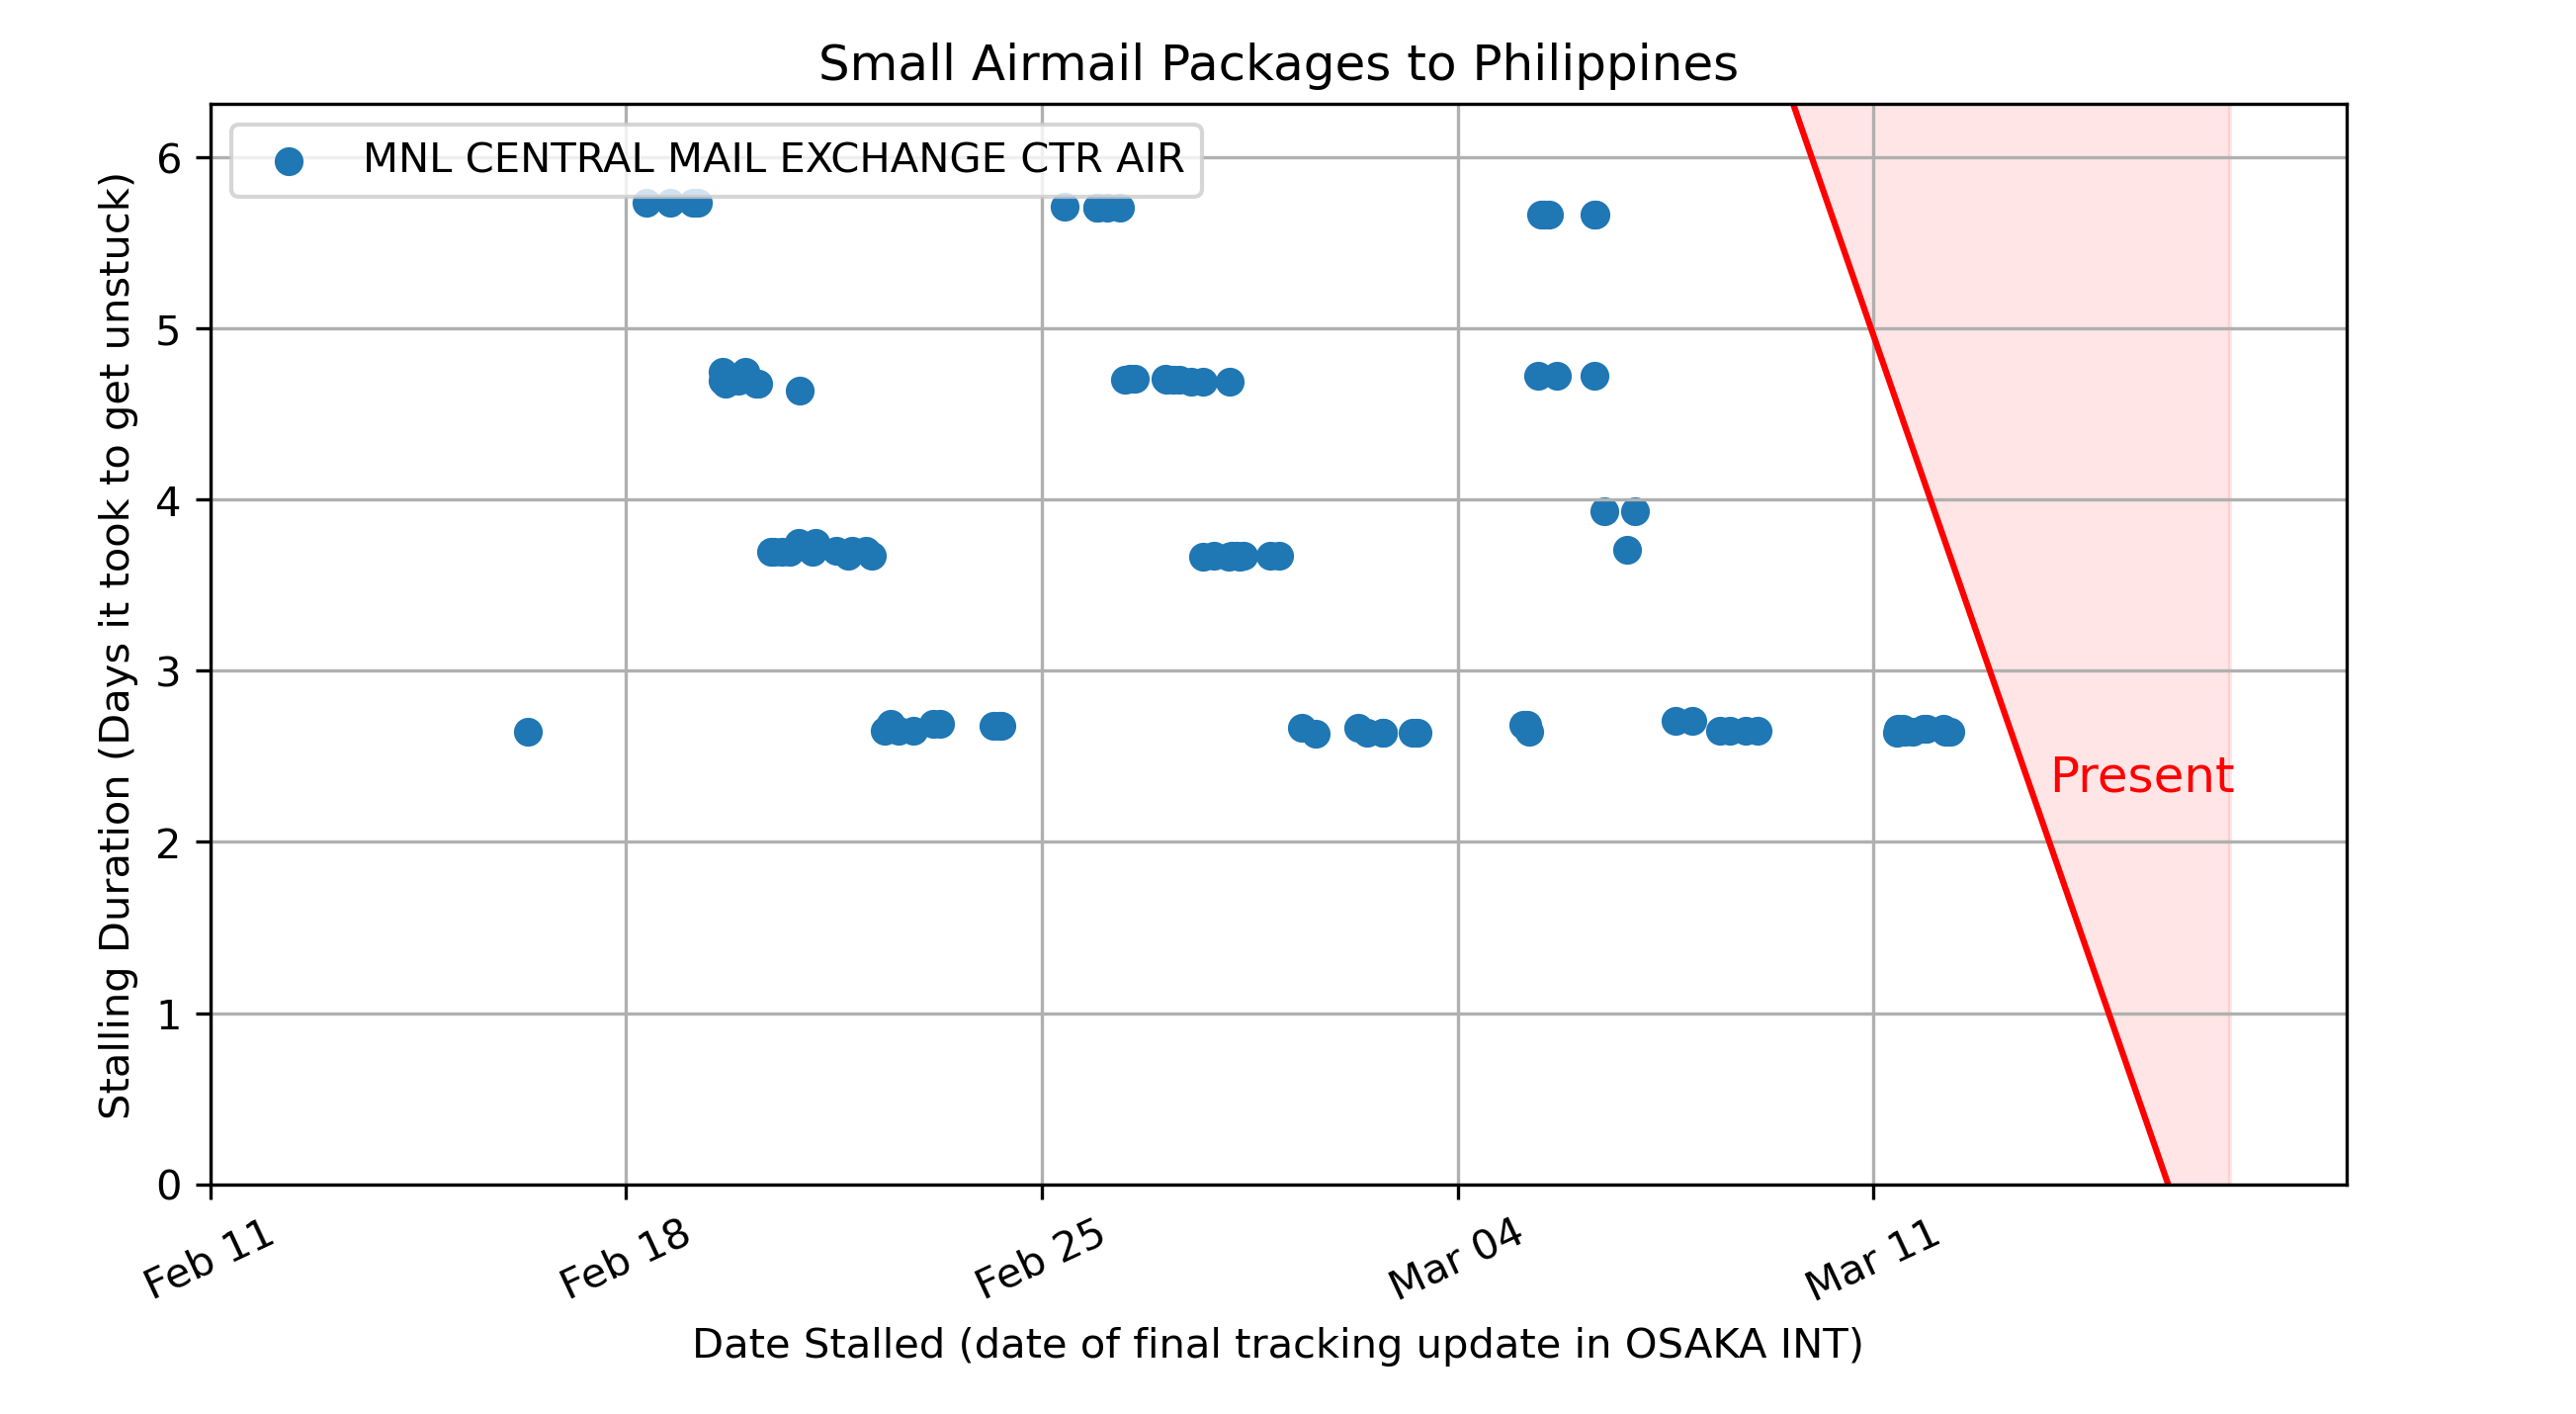 Small Airmail Packages to Philippines
MNL CENTRAL MAIL EXCHANGE CTR AIR
Stalling Duration (Days it took to get unstuck)
6
5
4
3
2
1
0
Present
Feb 11
Feb 18
Feb 25
Mar 04
Mar 11
Date Stalled (date of final tracking update in OSAKA INT)